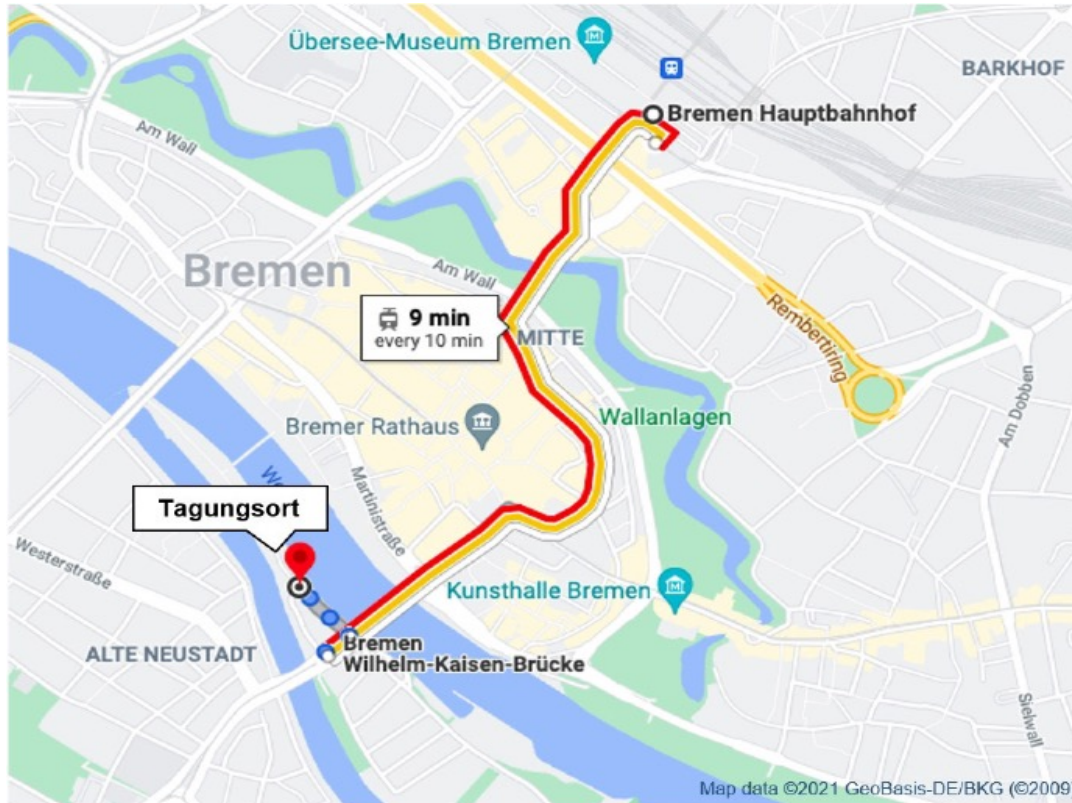 Übersee-Museum Bremen
BARKHOF
Bremen Hauptbahnhof
Am Wall
Bremen
Am Wall
9 min
every 10 min
MITTE
Rembertiring
Am Dobben
Wallanlagen
Bremer Rathaus
Martinistraße
Tagungsort
Westerstraße
Kunsthalle Bremen
Bremen
Wilhelm-Kaisen-Brücke
ALTE NEUSTADT
Sielwall
Map data ©2021 GeoBasis-DE/BKG (©2009